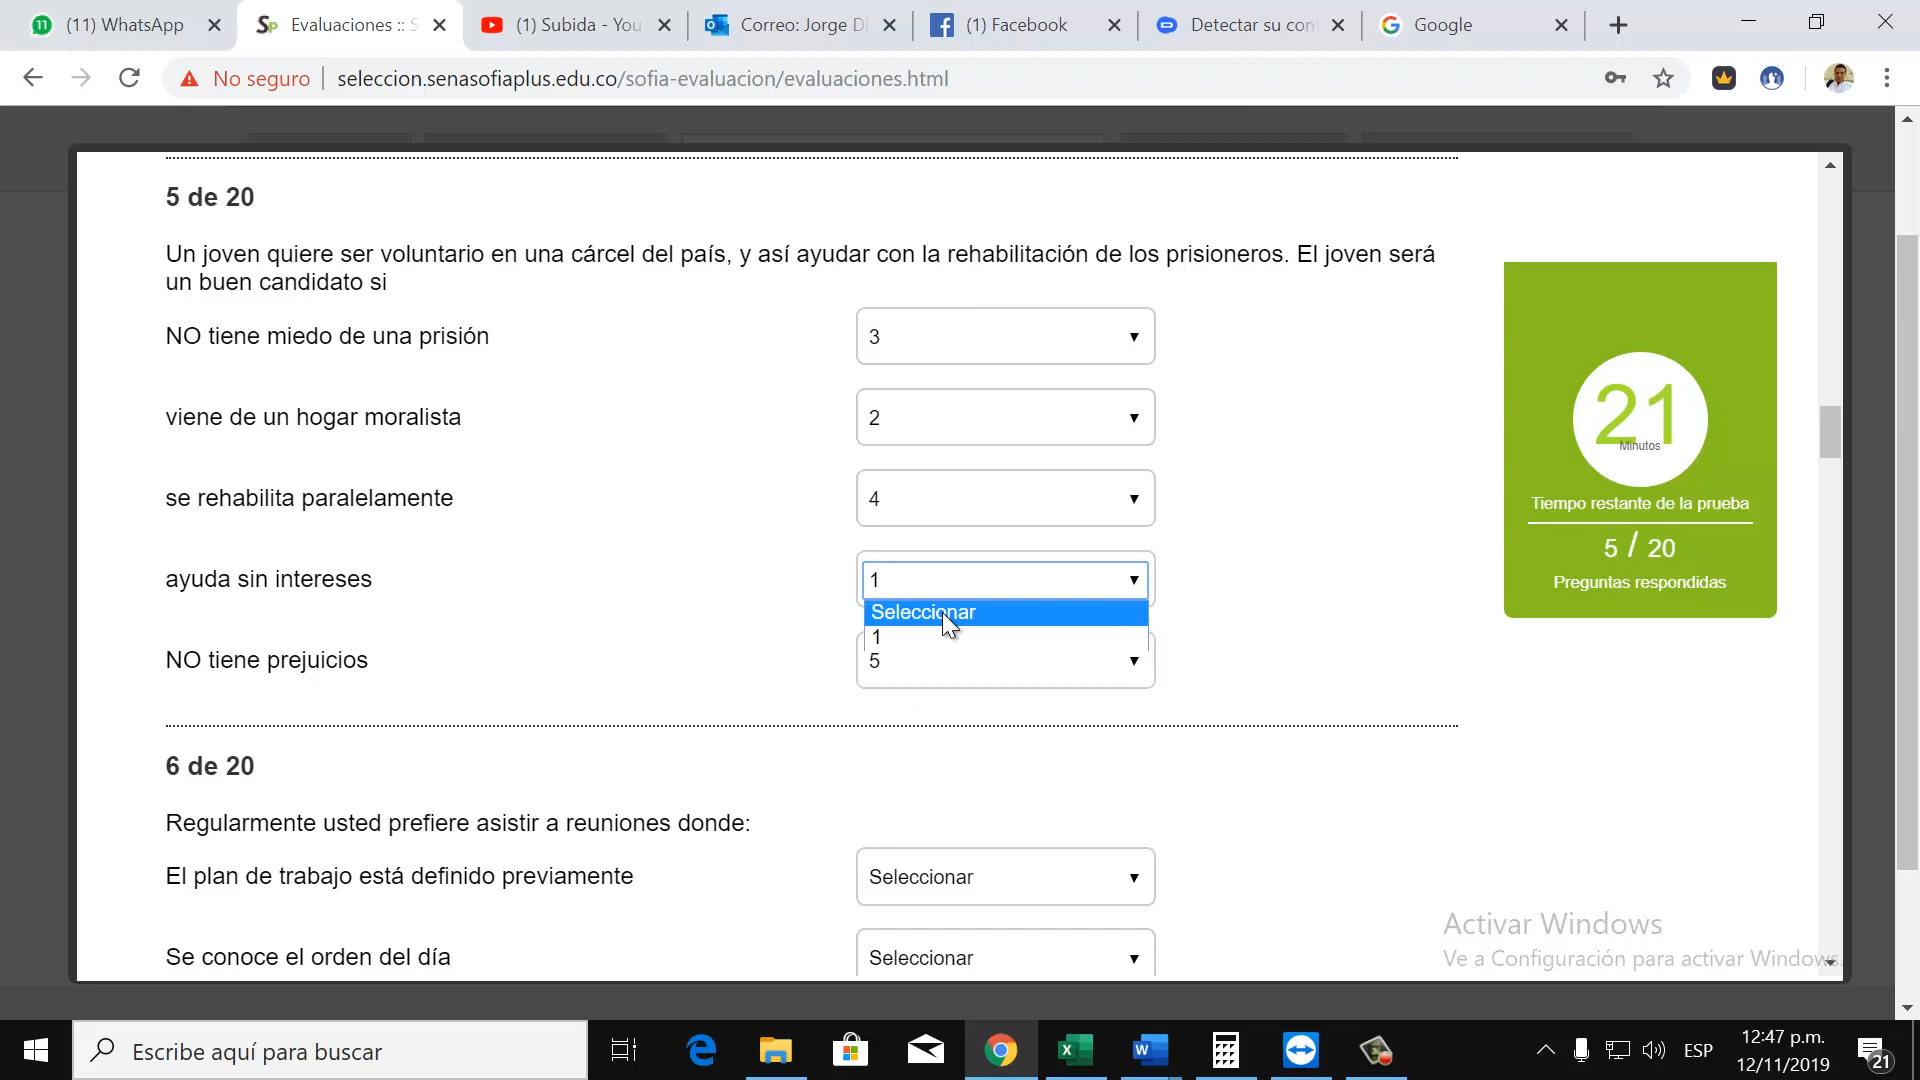 (11) WhatsApp
Evaluaciones :: S
(1) Subida - You
Correo: Jorge Di
(1) Facebook
Detectar su con
Google
No seguro
seleccion.senasofiaplus.edu.co/sofia-evaluacion/evaluaciones.html
5 de 20
Un joven quiere ser voluntario en una cárcel del país, y así ayudar con la rehabilitación de los prisioneros. El joven será
un buen candidato si
NO tiene miedo de una prisión
3
viene de un hogar moralista
2
se rehabilita paralelamente
4
ayuda sin intereses
1
Seleccionar
1
NO tiene prejuicios
5
21
Minutos
Tiempo restante de la prueba
5 / 20
Preguntas respondidas
6 de 20
Regularmente usted prefiere asistir a reuniones donde:
El plan de trabajo está definido previamente
Seleccionar
Se conoce el orden del día
Seleccionar
Activar Windows
Ve a Configuración para activar Windows.
Escribe aquí para buscar
ESP
12:47 p.m.
12/11/2019
21